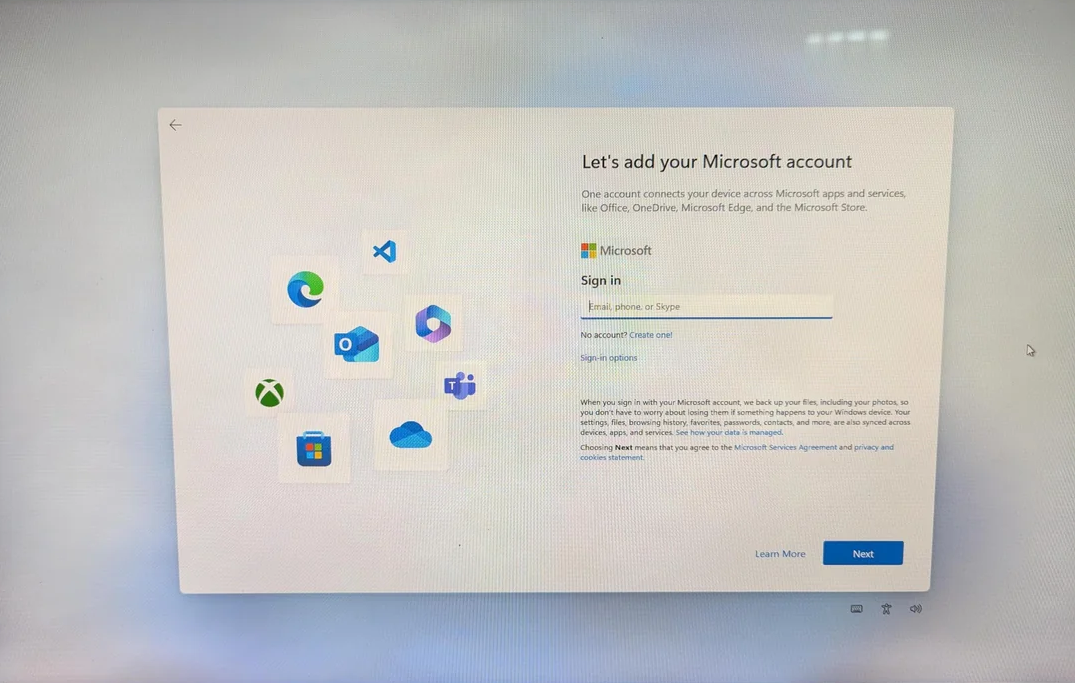 Let's add your Microsoft account
One account connects your device across Microsoft apps and services,
like Office, OneDrive, Microsoft Edge, and the Microsoft Store.
Microsoft
Sign in
Email, phone, or Skype
No account? Create one!
Sign-in options
When you sign in with your Microsoft account, we back up your files, including your photos, so
you don't have to worry about losing them if something happens to your Windows device. Your
settings, files, browsing history, favorites, passwords, contacts, and more, are also synced across
devices, apps, and services. See how your data is managed.
Choosing Next means that you agree to the Microsoft Services Agreement and privacy and
cookies statement.
Learn More
Next
O
T